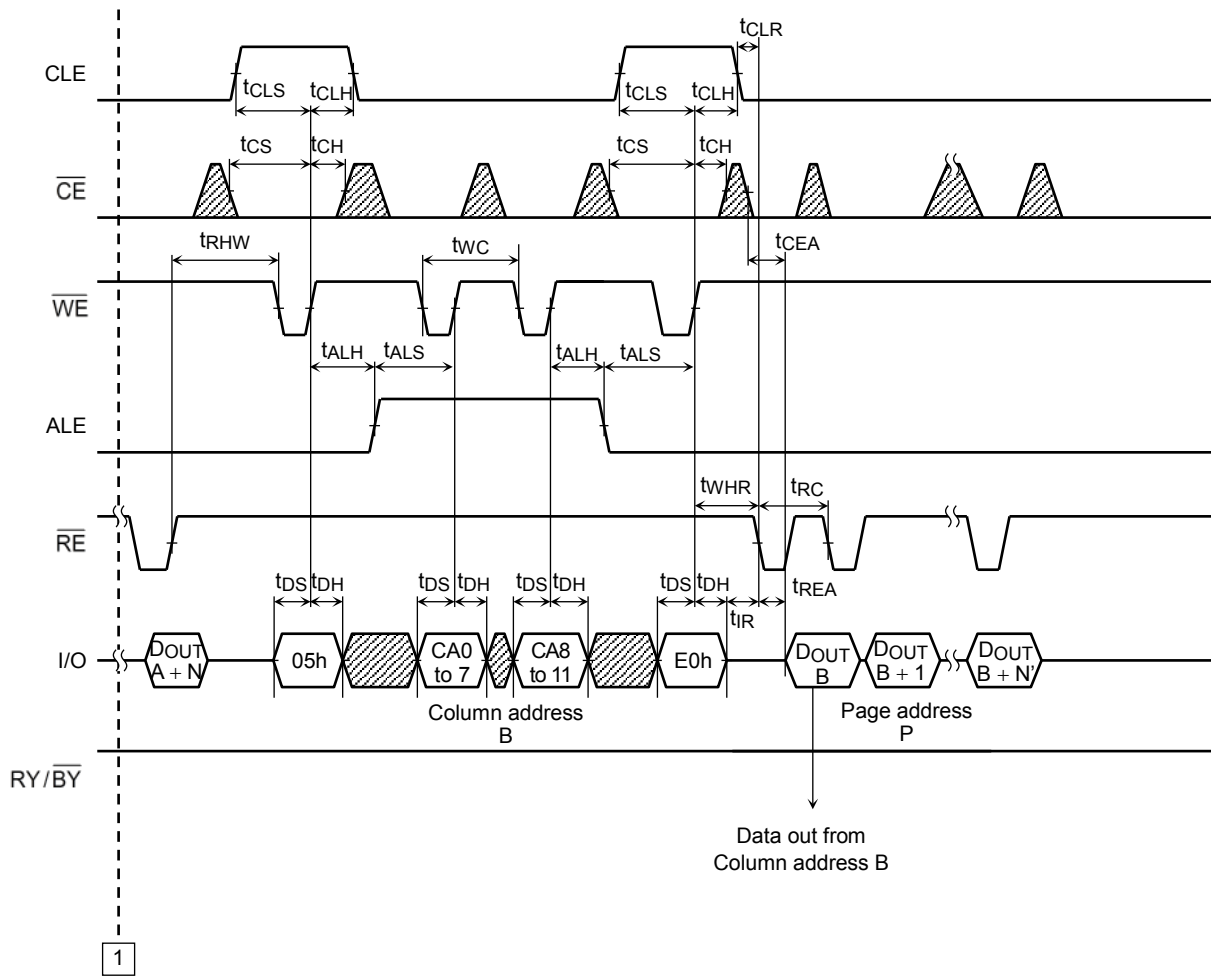 tCLR
CLE
tCLS tCLH tCLS tCLH
tCS tCH tCS tCH
CE
tRHW tWC tCEA
WE
tALH tALS tALH tALS
ALE
tWHR tRC
RE
tDS tDH tDS tDH tDS tDH tDS tDH tREA
tIR
I/O
DOUT A + N
05h
CA0 to 7
CA8 to 11
E0h
DOUT B
DOUT B + 1
DOUT B + N'
Column address
B
Page address
P
RY/BY
Data out from
Column address B
1